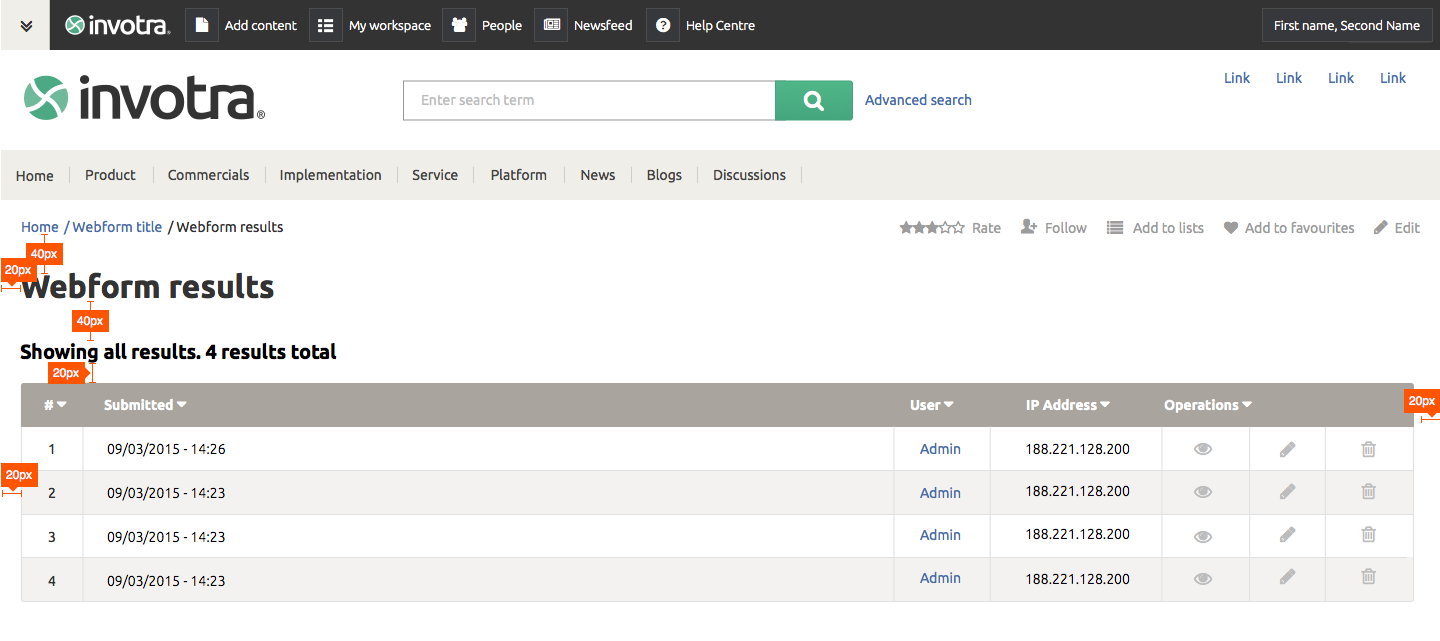 invotra Add content My workspace People Newsfeed Help Centre First name, Second Name
invotra® Enter search term Advanced search Link Link Link Link
Home Product Commercials Implementation Service Platform News Blogs Discussions
Home / Webform title / Webform results Rate Follow Add to lists Add to favourites Edit
40px
20px
Webform results
40px
Showing all results. 4 results total
20px
# Submitted User IP Address Operations 20px
1 09/03/2015 - 14:26 Admin 188.221.128.200
20px
2 09/03/2015 - 14:23 Admin 188.221.128.200
3 09/03/2015 - 14:23 Admin 188.221.128.200
4 09/03/2015 - 14:23 Admin 188.221.128.200